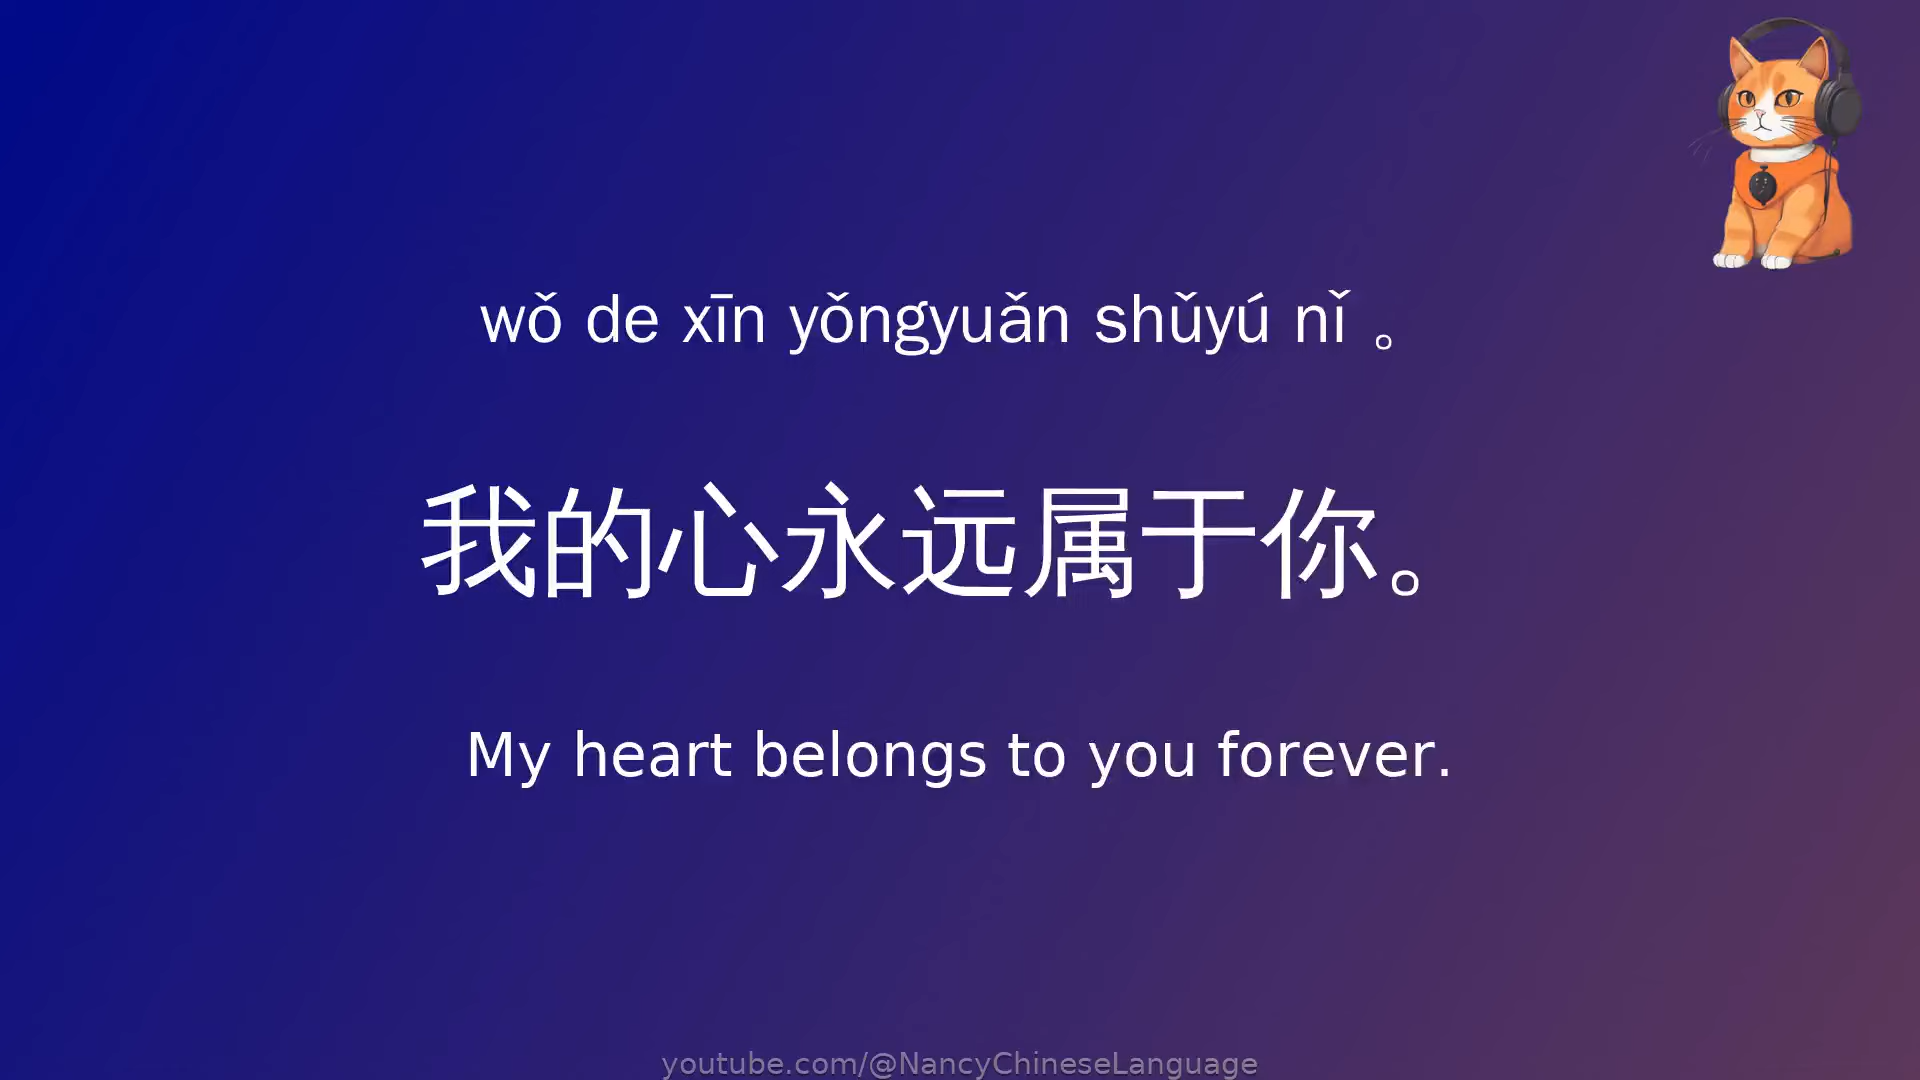 wǒ de xīn yǒngyuǎn shǔyú nǐ 。
我的心永远属于你。
My heart belongs to you forever.
youtube.com/@NancyChineseLanguage